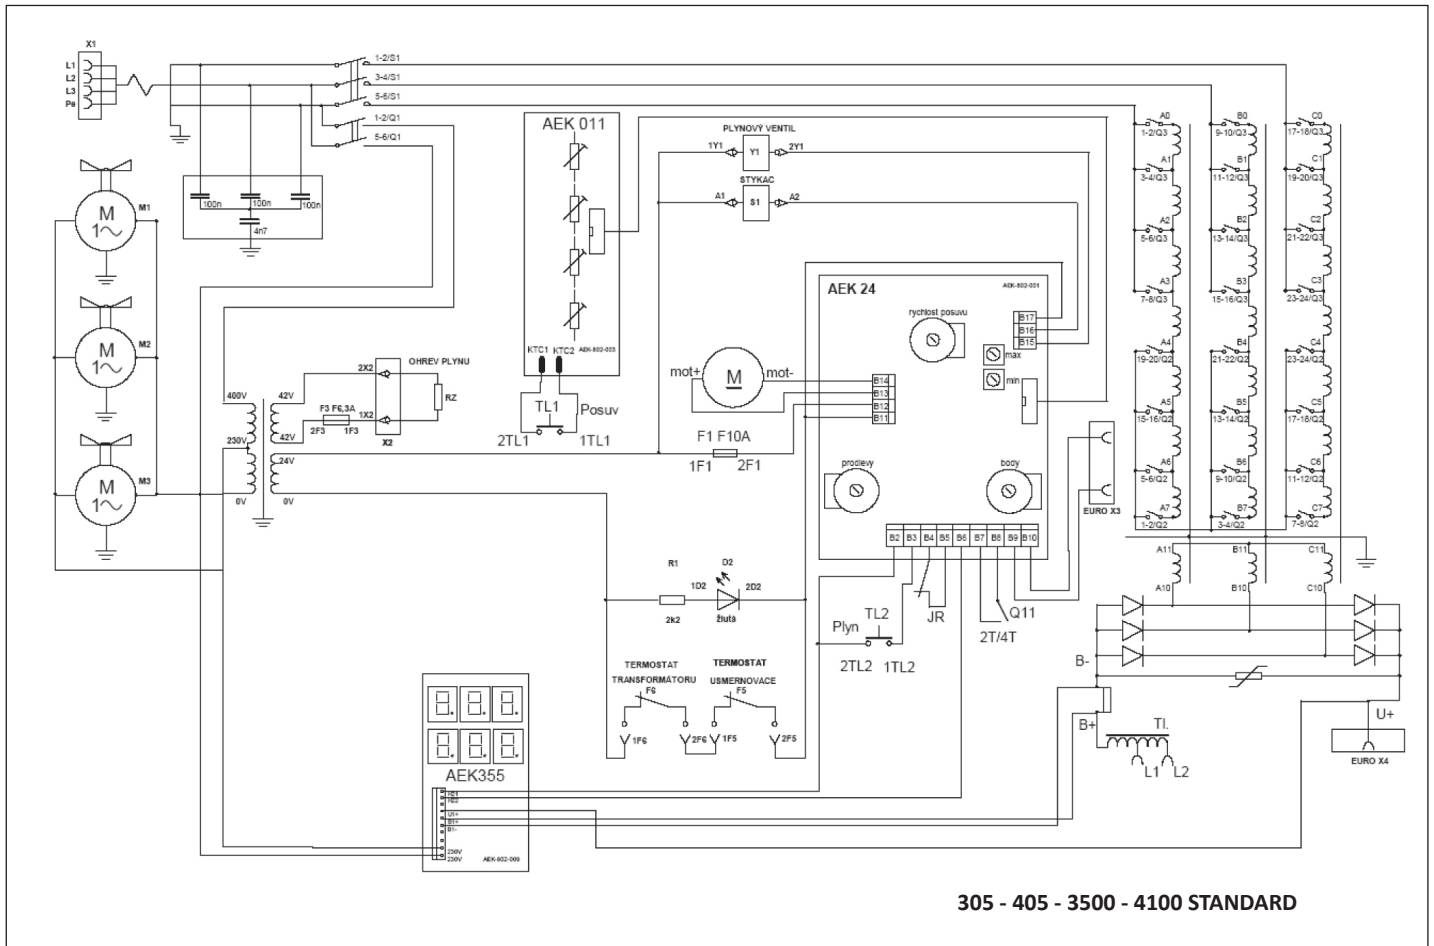 X1
L1
L2
L3
Pe
1-2/S1
3-4/S1
5-6/S1
1-2/Q1
5-6/Q1
100n
100n
100n
4n7
M
1
M1
M
1
M2
M
1
M3
AEK 011
KTC1
KTC2
AEK-602-003
TL1
Posuv
2TL1
1TL1
PLYNOVÝ VENTIL
1Y1
Y1
2Y1
STYKAC
A1
S1
A2
OHREV PLYNU
2X2
RZ
1X2
X2
400V
42V
F3 F6,3A
2F3
1F3
230V
42V
24V
0V
0V
F1 F10A
1F1
2F1
AEK 24
AEK-802-001
rychlost posuvu
B17
B16
B15
max
min
mot+
M
mot-
B14
B13
B12
B11
prodlevy
body
B2
B3
B4
B5
B6
B7
B8
B9
B10
EURO X3
R1
D2
1D2
2D2
2k2
žlutá
Plyn
TL2
2TL2
1TL2
JR
Q11
2T/4T
TERMOSTAT
TRANSFORMÁTORU
F6
1F6
2F6
TERMOSTAT
USMERNOVACE
F5
1F5
2F5
AEK355
H21
H22
U1+
B1+
B1-
230V
230V
AEK-602-009
A0
1-2/Q3
A1
3-4/Q3
A2
5-6/Q3
A3
7-8/Q3
A4
19-20/Q2
A5
15-16/Q2
A6
5-6/Q2
A7
1-2/Q2
B0
9-10/Q3
B1
11-12/Q3
B2
13-14/Q3
B3
15-16/Q3
B4
21-22/Q2
B5
13-14/Q2
B6
9-10/Q2
B7
3-4/Q2
C0
17-18/Q3
C1
19-20/Q3
C2
21-22/Q3
C3
23-24/Q3
C4
23-24/Q2
C5
17-18/Q2
C6
11-12/Q2
C7
7-8/Q2
A11
A10
B11
B10
C11
C10
B-
B+
Tl.
L1
L2
U+
EURO X4
305 - 405 - 3500 - 4100 STANDARD